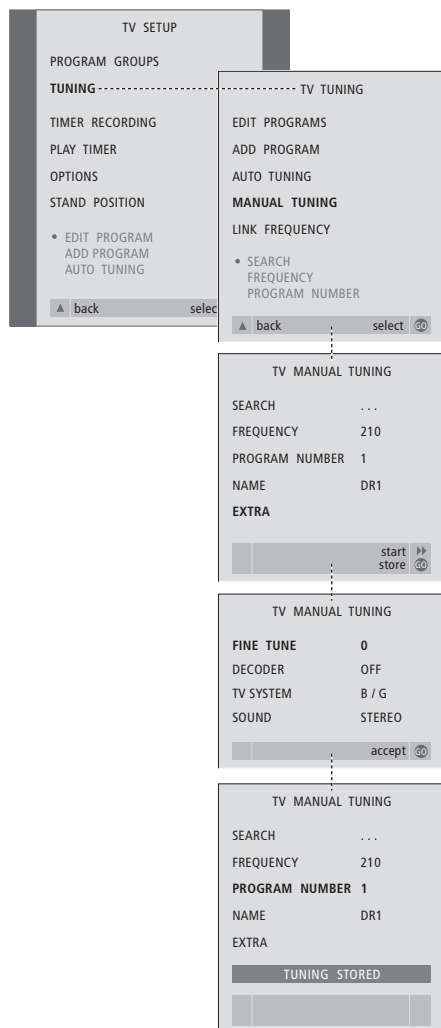 TV SETUP
PROGRAM GROUPS
TUNING
TIMER RECORDING
PLAY TIMER
OPTIONS
STAND POSITION
• EDIT PROGRAM
ADD PROGRAM
AUTO TUNING
▲ back selec
TV TUNING
EDIT PROGRAMS
ADD PROGRAM
AUTO TUNING
MANUAL TUNING
LINK FREQUENCY
• SEARCH
FREQUENCY
PROGRAM NUMBER
▲ back select GO
TV MANUAL TUNING
SEARCH . . .
FREQUENCY 210
PROGRAM NUMBER 1
NAME DR1
EXTRA
start
store GO
TV MANUAL TUNING
FINE TUNE 0
DECODER OFF
TV SYSTEM B / G
SOUND STEREO
accept GO
TV MANUAL TUNING
SEARCH . . .
FREQUENCY 210
PROGRAM NUMBER 1
NAME DR1
EXTRA
TUNING STORED